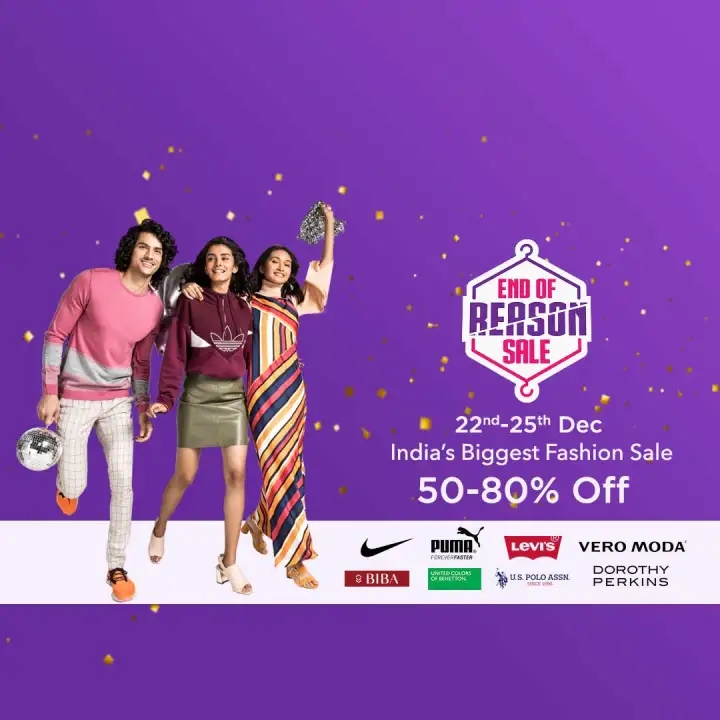 END OF
REASON
SALE
22nd-25th Dec
India's Biggest Fashion Sale
50-80% Off
PUMA®
FOREVER FASTER
LEVI'S®
VERO MODA®
BIBA
UNITED COLORS
OF BENETTON.
U.S. POLO ASSN.
SINCE 1890
DOROTHY
PERKINS